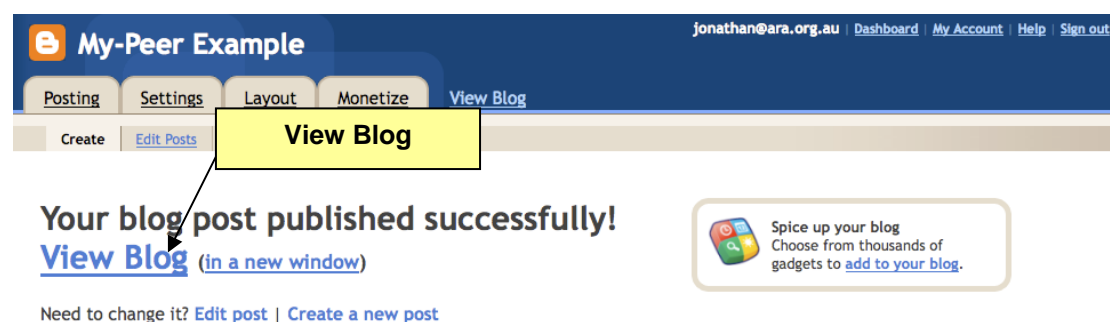 My-Peer Example
jonathan@ara.org.au | Dashboard | My Account | Help | Sign out
Posting Settings Layout Monetize View Blog
Create Edit Posts
View Blog
Your blog post published successfully!
View Blog (in a new window)
Spice up your blog
Choose from thousands of
gadgets to add to your blog.
Need to change it? Edit post | Create a new post